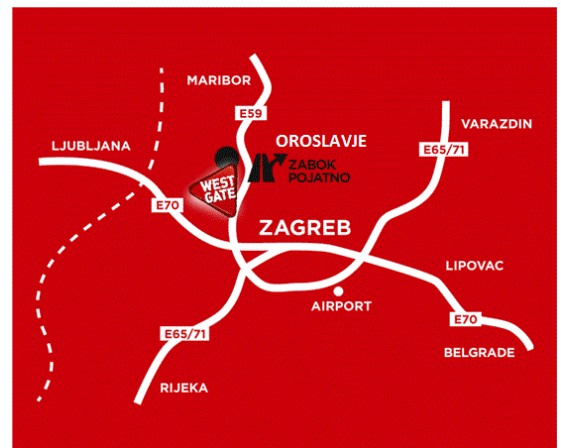 MARIBOR
E59
VARAZDIN
OROSLAVJE
LJUBLJANA
E65/71
ZABOK
POJATNO
WEST
GATE
E70
ZAGREB
LIPOVAC
AIRPORT
E70
E65/71
BELGRADE
RIJEKA